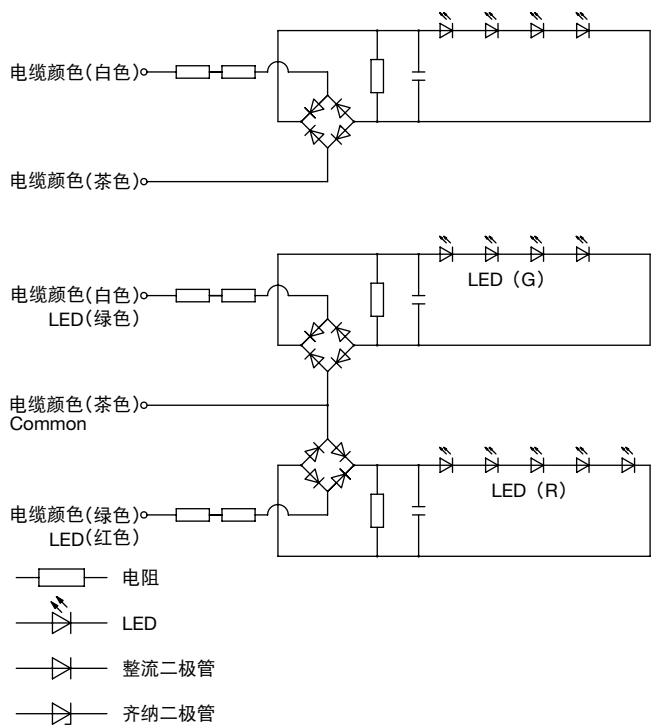 电缆颜色(白色)
电缆颜色(茶色)
电缆颜色(白色)
LED(绿色)
LED（G）
电缆颜色(茶色)
Common
LED（R）
电缆颜色(绿色)
LED(红色)
电阻
LED
整流二极管
齐纳二极管